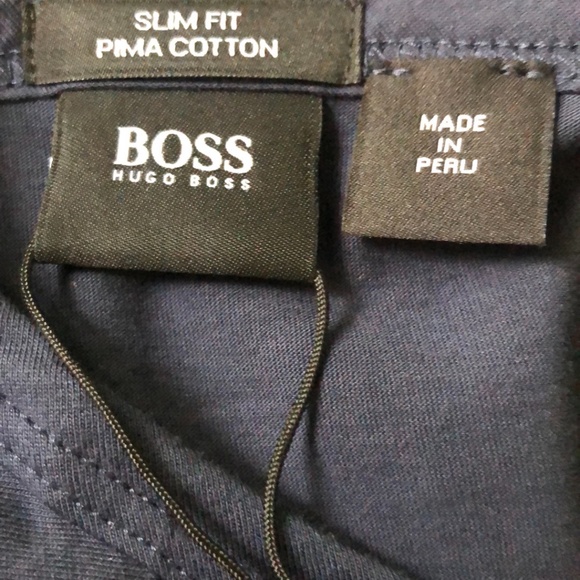 SLIM FIT
PIMA COTTON
BOSS
HUGO BOSS
MADE
IN
PERU